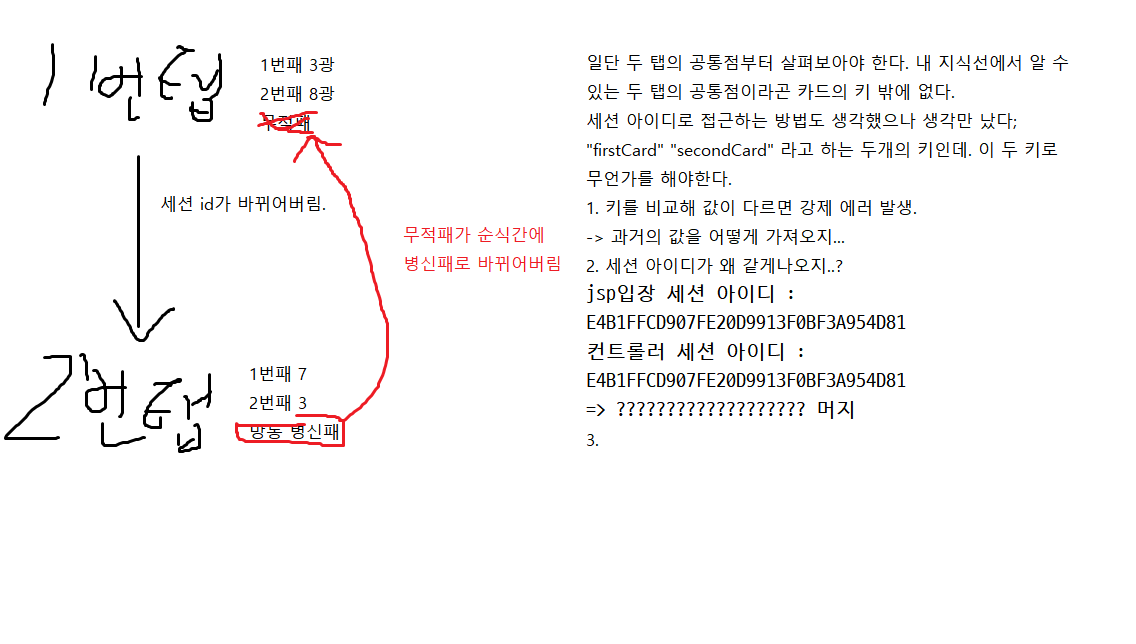 1번탭
1번패 3광
2번패 8광
무적패
세션 id가 바뀌어버림.
무적패가 순식간에
병신패로 바뀌어버림
2번탭
1번패 7
2번패 3
망통 병신패
일단 두 탭의 공통점부터 살펴보아야 한다. 내 지식선에서 알 수
있는 두 탭의 공통점이라곤 카드의 키 밖에 없다.
세션 아이디로 접근하는 방법도 생각했으나 생각만 났다;
"firstCard" "secondCard" 라고 하는 두개의 키인데. 이 두 키로
무언가를 해야한다.
1. 키를 비교해 값이 다르면 강제 에러 발생.
-> 과거의 값을 어떻게 가져오지...
2. 세션 아이디가 왜 같게나오지..?
jsp입장 세션 아이디 :
E4B1FFCD907FE20D9913F0BF3A954D81
컨트롤러 세션 아이디 :
E4B1FFCD907FE20D9913F0BF3A954D81
=> ??????????????????? 머지
3.